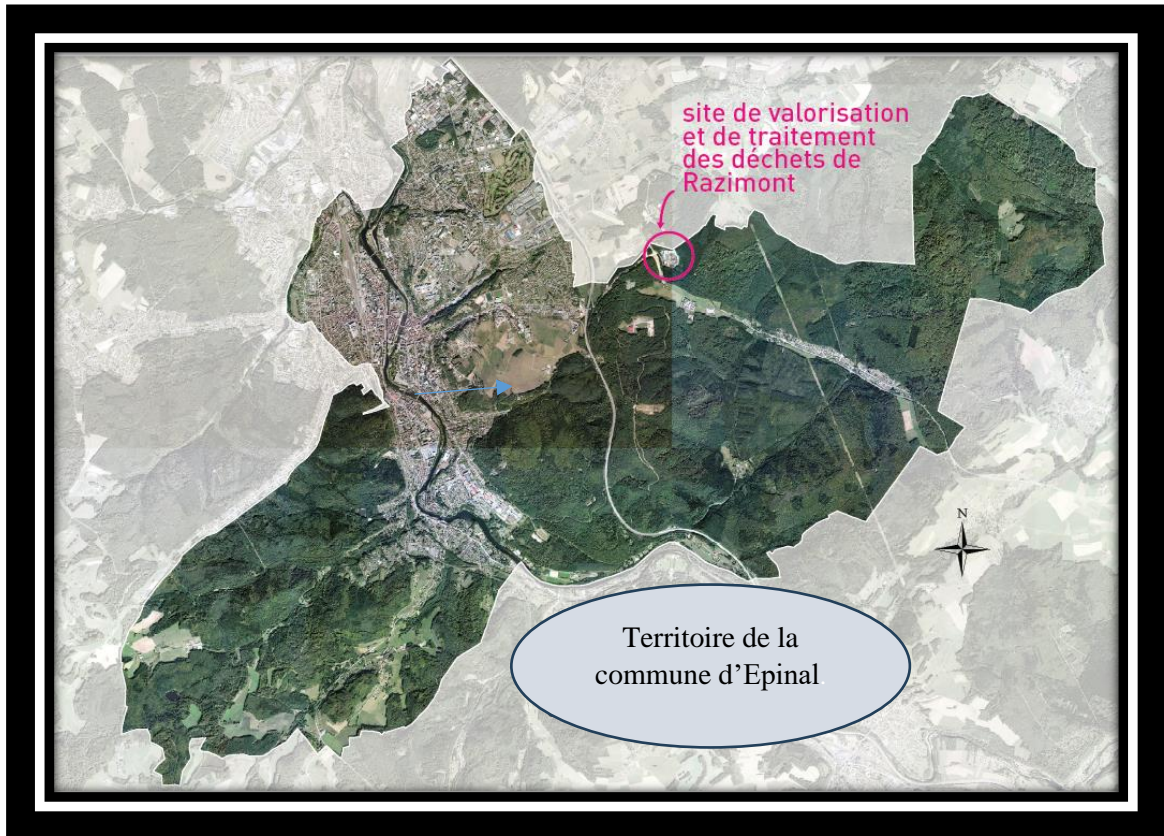 site de valorisation
et de traitement
des déchets de
Razimont
N
Territoire de la
commune d’Epinal